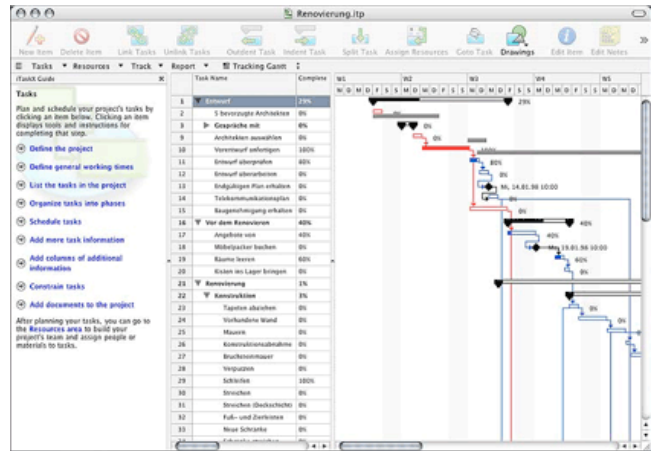 Renovierung.itp
New Item Delete Item Link Tasks Unlink Tasks Outdent Task Indent Task Split Task Assign Resources Goto Task Drawings Edit Item Edit Notes
Tasks Resources Track Report Tracking Gantt
iTaskX Guide
Tasks
Plan and schedule your project's tasks by
clicking an item below. Clicking an item
displays tools and instructions for
completing that step.
Define the project
Define general working times
List the tasks in the project
Organize tasks into phases
Schedule tasks
Add more task information
Add columns of additional
information
Constrain tasks
Add documents to the project
After planning your tasks, you can go to
the Resources area to build your
project's team and assign people or
materials to tasks.
Task Name Complete W1 W2 W3 W4 W5
1 Entwurf 29%
2 5 bevorzugte Architekten 0%
3 Gespräche mit 0%
9 Architekten auswählen 0%
10 Vorentwurf anfertigen 100%
11 Entwurf überprüfen 80%
12 Entwurf überarbeiten 0%
13 Endgültigen Plan erhalten 0%
14 Telekommunikationsplan 0%
15 Baugenehmigung erhalten 0%
16 Vor dem Renovieren 40%
17 Angebote von 40%
18 Möbelpacker buchen 0%
19 Räume leeren 60%
20 Kisten ins Lager bringen 0%
21 Renovierung 1%
22 Konstruktion 3%
23 Tapeten abziehen 0%
24 Vorhandene Wand 0%
25 Mauern 0%
26 Konstruktionsabnahme 0%
27 Bruchsteinmauer 0%
28 Verputzen 0%
29 Schleifen 100%
30 Streichen 0%
31 Streichen (Deckschicht) 0%
32 Fuß- und Zierleisten 0%
33 Neue Schränke 0%
29%
0%
80%
Mi, 14.01.98 10:00
0%
0%
40%
40%
Mo, 19.01.98 10:00
60%
0%
0%
0%